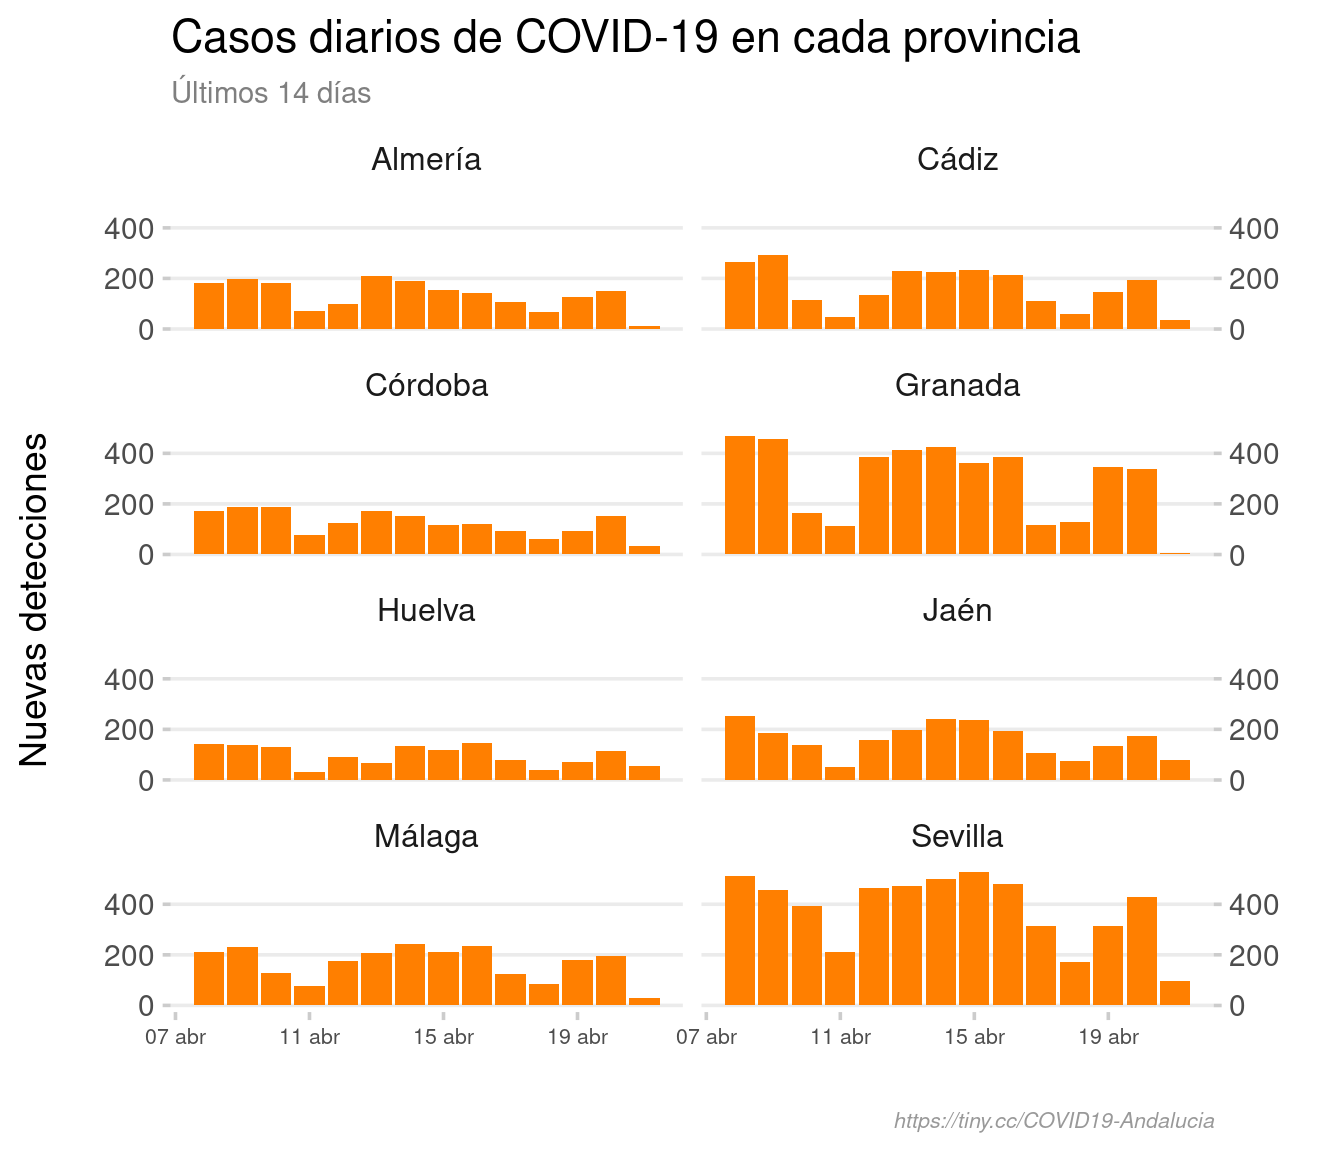 Casos diarios de COVID-19 en cada provincia
Últimos 14 días
Nuevas detecciones
Almería
Cádiz
400
200
0
400
200
0
Córdoba
Granada
400
200
0
400
200
0
Huelva
Jaén
400
200
0
400
200
0
Málaga
Sevilla
400
200
0
400
200
0
07 abr 11 abr 15 abr 19 abr
07 abr 11 abr 15 abr 19 abr
https://tiny.cc/COVID19-Andalucia